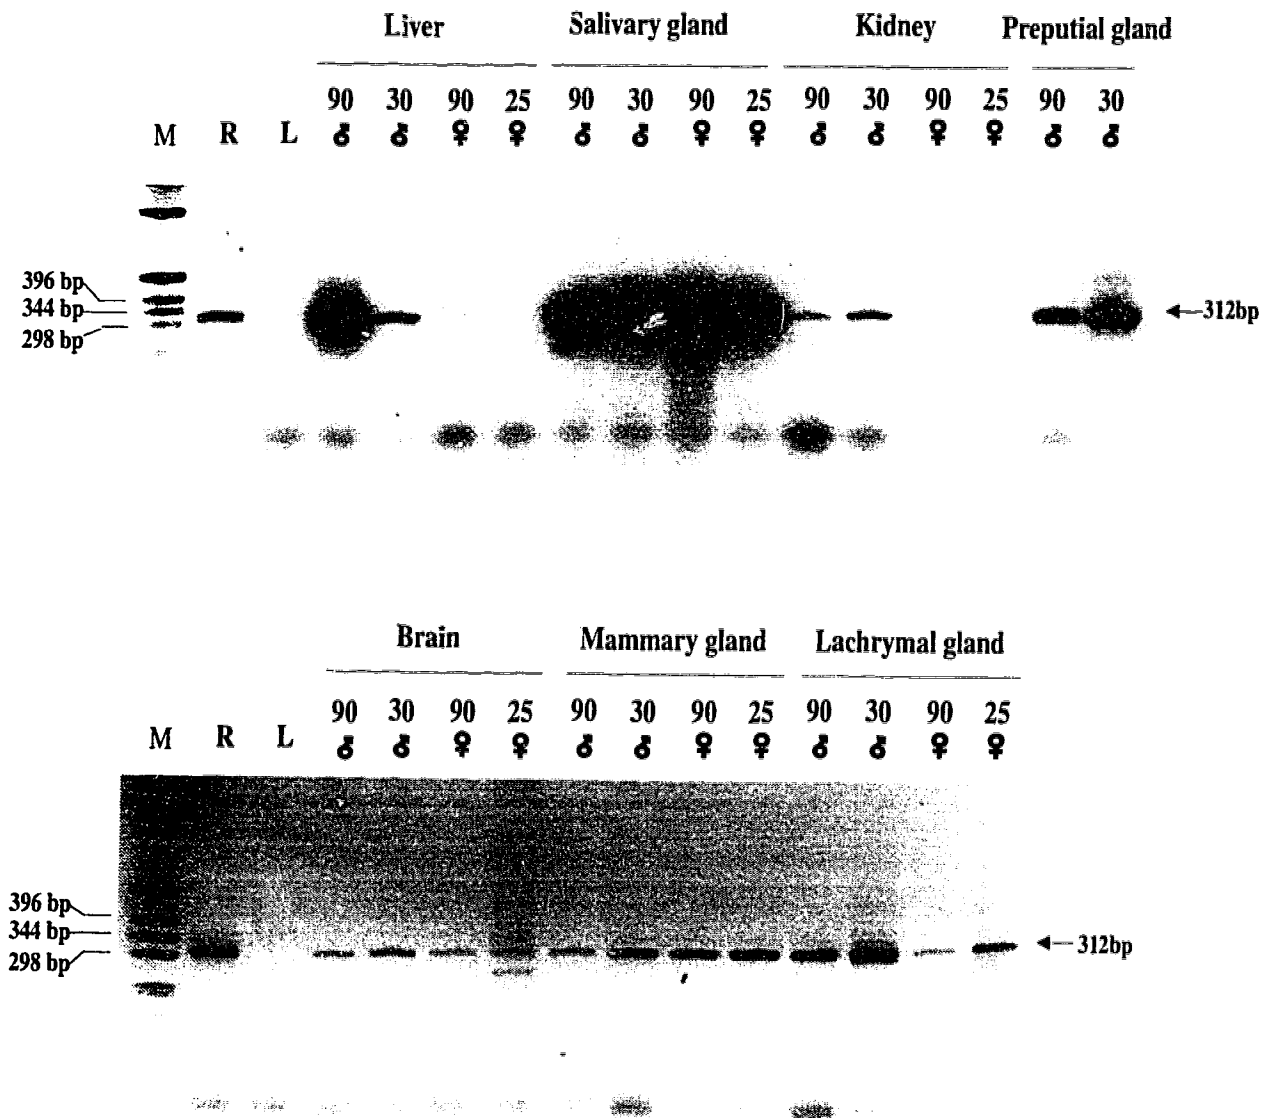 Liver Salivary gland Kidney Preputial gland
90 30 90 25 90 30 90 25 90 30 90 25 90 30
M R L ♂ ♂ ♀ ♀ ♂ ♂ ♀ ♀ ♂ ♂ ♀ ♀ ♂ ♂
396 bp
344 bp
298 bp
312bp
Brain Mammary gland Lachrymal gland
90 30 90 25 90 30 90 25 90 30 90 25
M R L ♂ ♂ ♀ ♀ ♂ ♂ ♀ ♀ ♂ ♂ ♀ ♀
396 bp
344 bp
298 bp
312bp